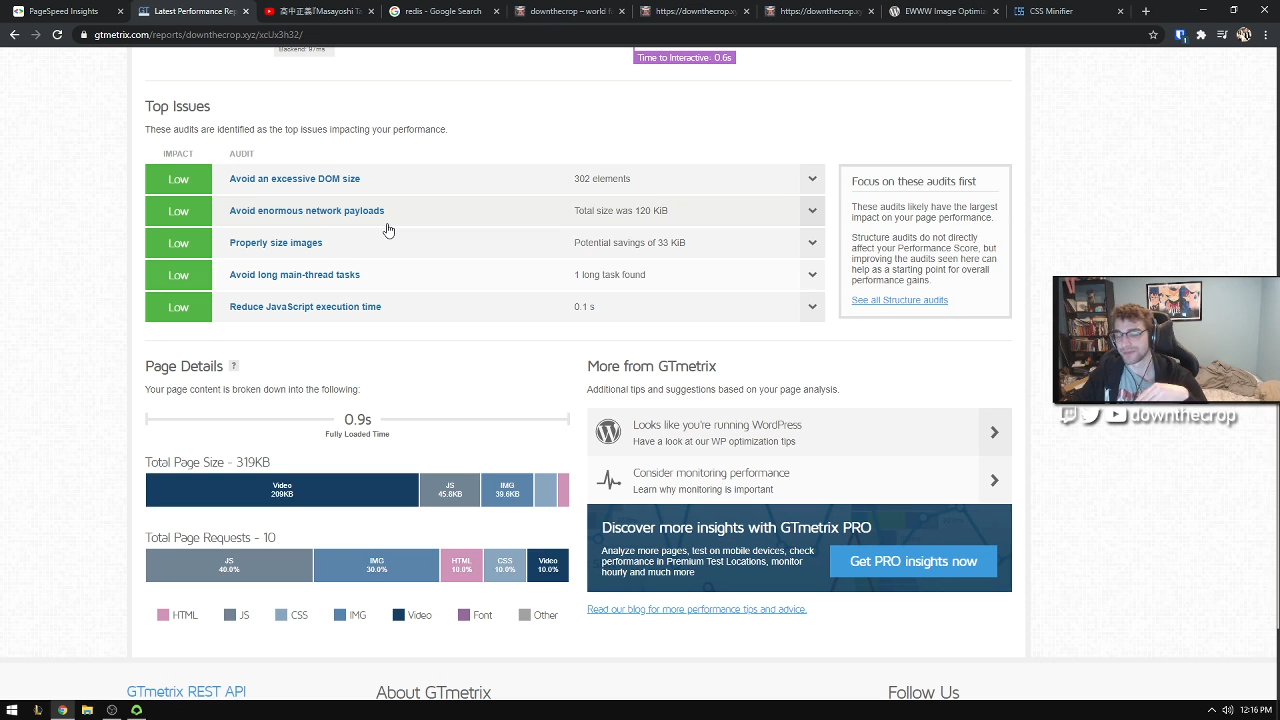 PageSpeed Insights
Latest Performance Re
英中正義『Masayoshi T
redis - Google Search
downthecrop – world f
https://downthecrop.xy
https://downthecrop.xy
EWWW Image Optimiz
CSS Minifier
gtmetrix.com/reports/downthecrop.xyz/xcUx3h32/
Backend: 97ms
Time to Interactive: 0.6s
Top Issues
These audits are identified as the top issues impacting your performance.
IMPACT AUDIT
Low Avoid an excessive DOM size 302 elements
Low Avoid enormous network payloads Total size was 120 KiB
Low Properly size images Potential savings of 33 KiB
Low Avoid long main-thread tasks 1 long task found
Low Reduce JavaScript execution time 0.1 s
Focus on these audits first
These audits likely have the largest
impact on your page performance.
Structure audits do not directly
affect your Performance Score, but
improving the audits seen here can
help as a starting point for overall
performance gains.
See all Structure audits
downthecrop
Page Details ?
Your page content is broken down into the following:
0.9s
Fully Loaded Time
Total Page Size - 319KB
Video
209KB
JS
45.8KB
IMG
39.6KB
Total Page Requests - 10
JS
40.0%
IMG
30.0%
HTML
10.0%
CSS
10.0%
Video
10.0%
HTML JS CSS IMG Video Font Other
More from GTmetrix
Additional tips and suggestions based on your page analysis.
Looks like you're running WordPress
Have a look at our WP optimization tips
Consider monitoring performance
Learn why monitoring is important
Discover more insights with GTmetrix PRO
Analyze more pages, test on mobile devices, check
performance in Premium Test Locations, monitor
hourly and much more
Get PRO insights now
Read our blog for more performance tips and advice.
GTmetrix REST API
About GTmetrix
Follow Us
12:16 PM